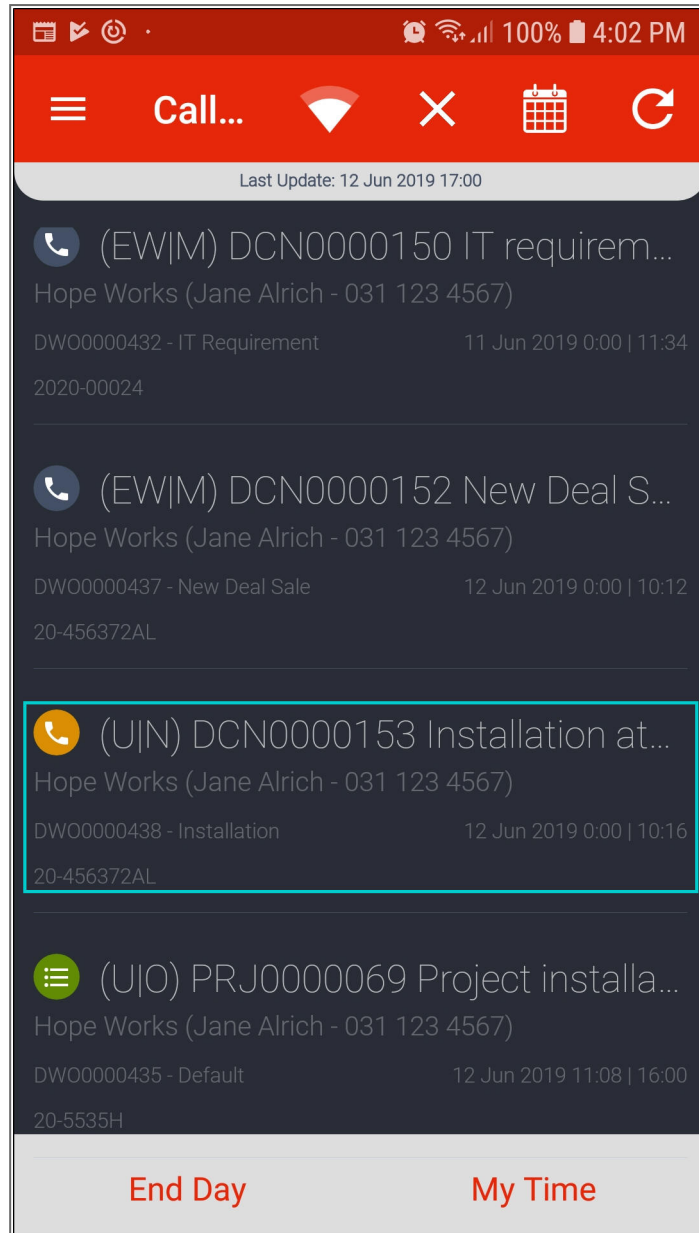 100% 4:02 PM
Call...
Last Update: 12 Jun 2019 17:00
(EW|M) DCN0000150 IT requirem...
Hope Works (Jane Alrich - 031 123 4567)
DWO0000432 - IT Requirement 11 Jun 2019 0:00 | 11:34
2020-00024
(EW|M) DCN0000152 New Deal S...
Hope Works (Jane Alrich - 031 123 4567)
DWO0000437 - New Deal Sale 12 Jun 2019 0:00 | 10:12
20-456372AL
(U|N) DCN0000153 Installation at...
Hope Works (Jane Alrich - 031 123 4567)
DWO0000438 - Installation 12 Jun 2019 0:00 | 10:16
20-456372AL
(U|O) PRJ0000069 Project installa...
Hope Works (Jane Alrich - 031 123 4567)
DWO0000435 - Default 12 Jun 2019 11:08 | 16:00
20-5535H
End Day My Time